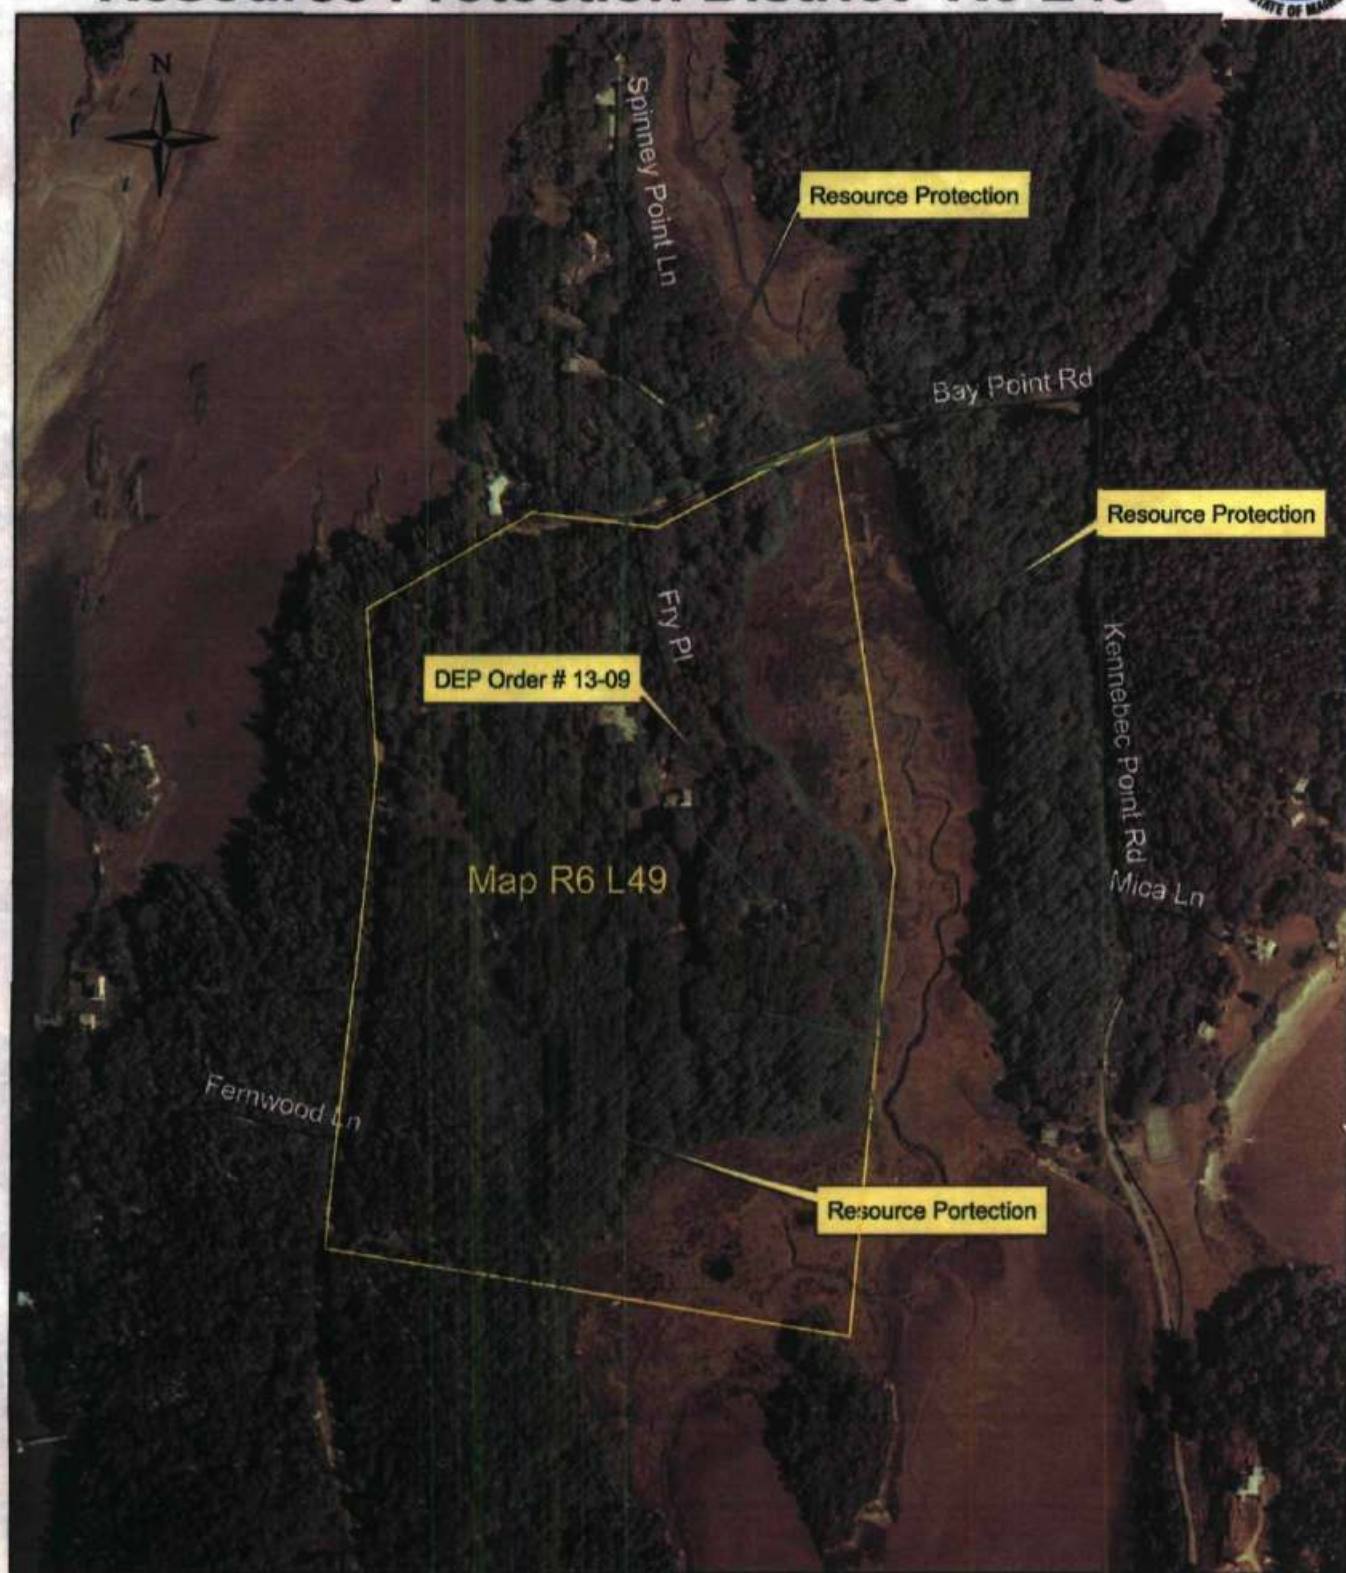 N
Spinney Point Ln
Resource Protection
Bay Point Rd
Resource Protection
Fry Pl
DEP Order # 13-09
Kennebec Point Rd
Map R6 L49
Mica Ln
Fernwood Ln
Resource Portection